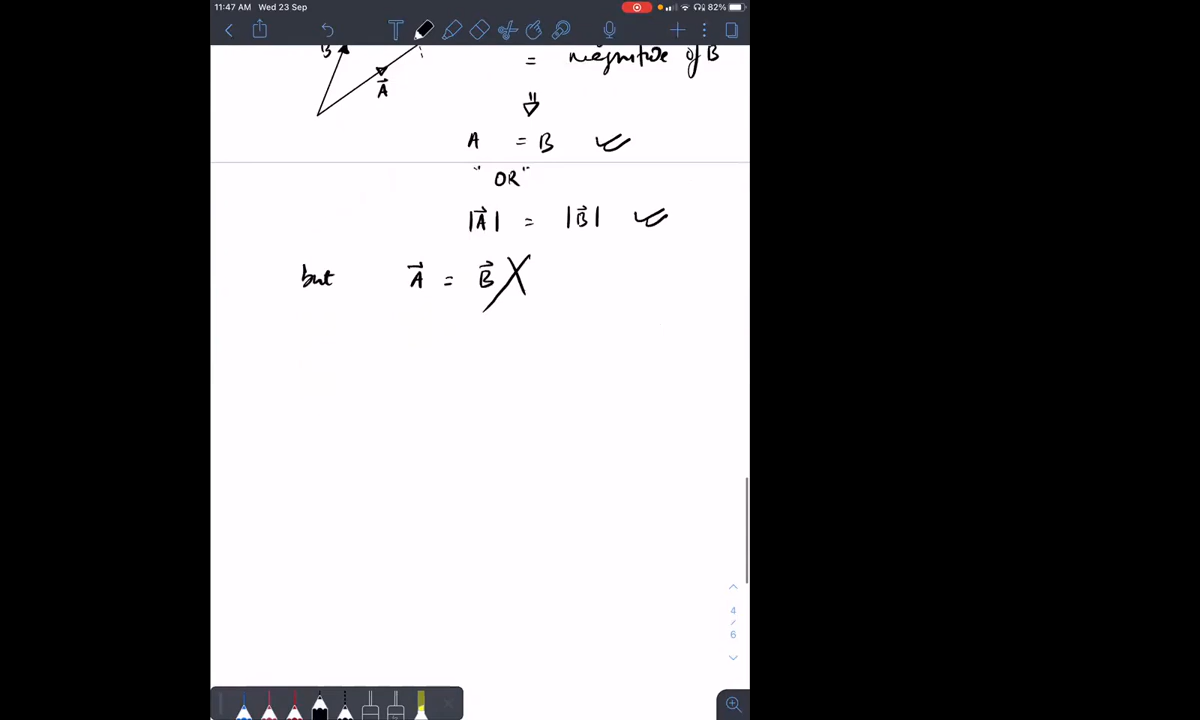 11:47 AM Wed 23 Sep 82%
T
B
= magnitude of B
A⃗
⇓
A = B ✓
"OR"
|A⃗| = |B⃗| ✓
but A⃗ = B⃗ X
4
/
6